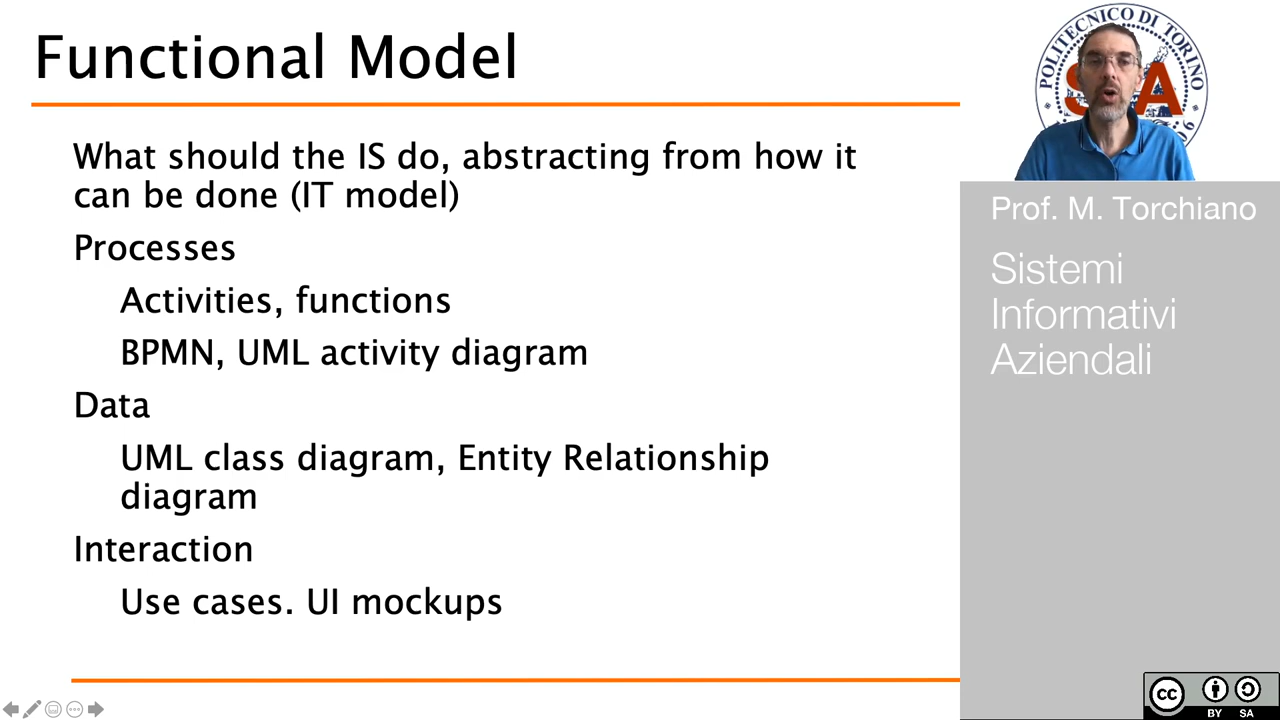 Functional Model
What should the IS do, abstracting from how it
can be done (IT model)
Processes
Activities, functions
BPMN, UML activity diagram
Data
UML class diagram, Entity Relationship
diagram
Interaction
Use cases. UI mockups
POLITECNICO DI TORINO
Prof. M. Torchiano
Sistemi
Informativi
Aziendali
cc
BY SA